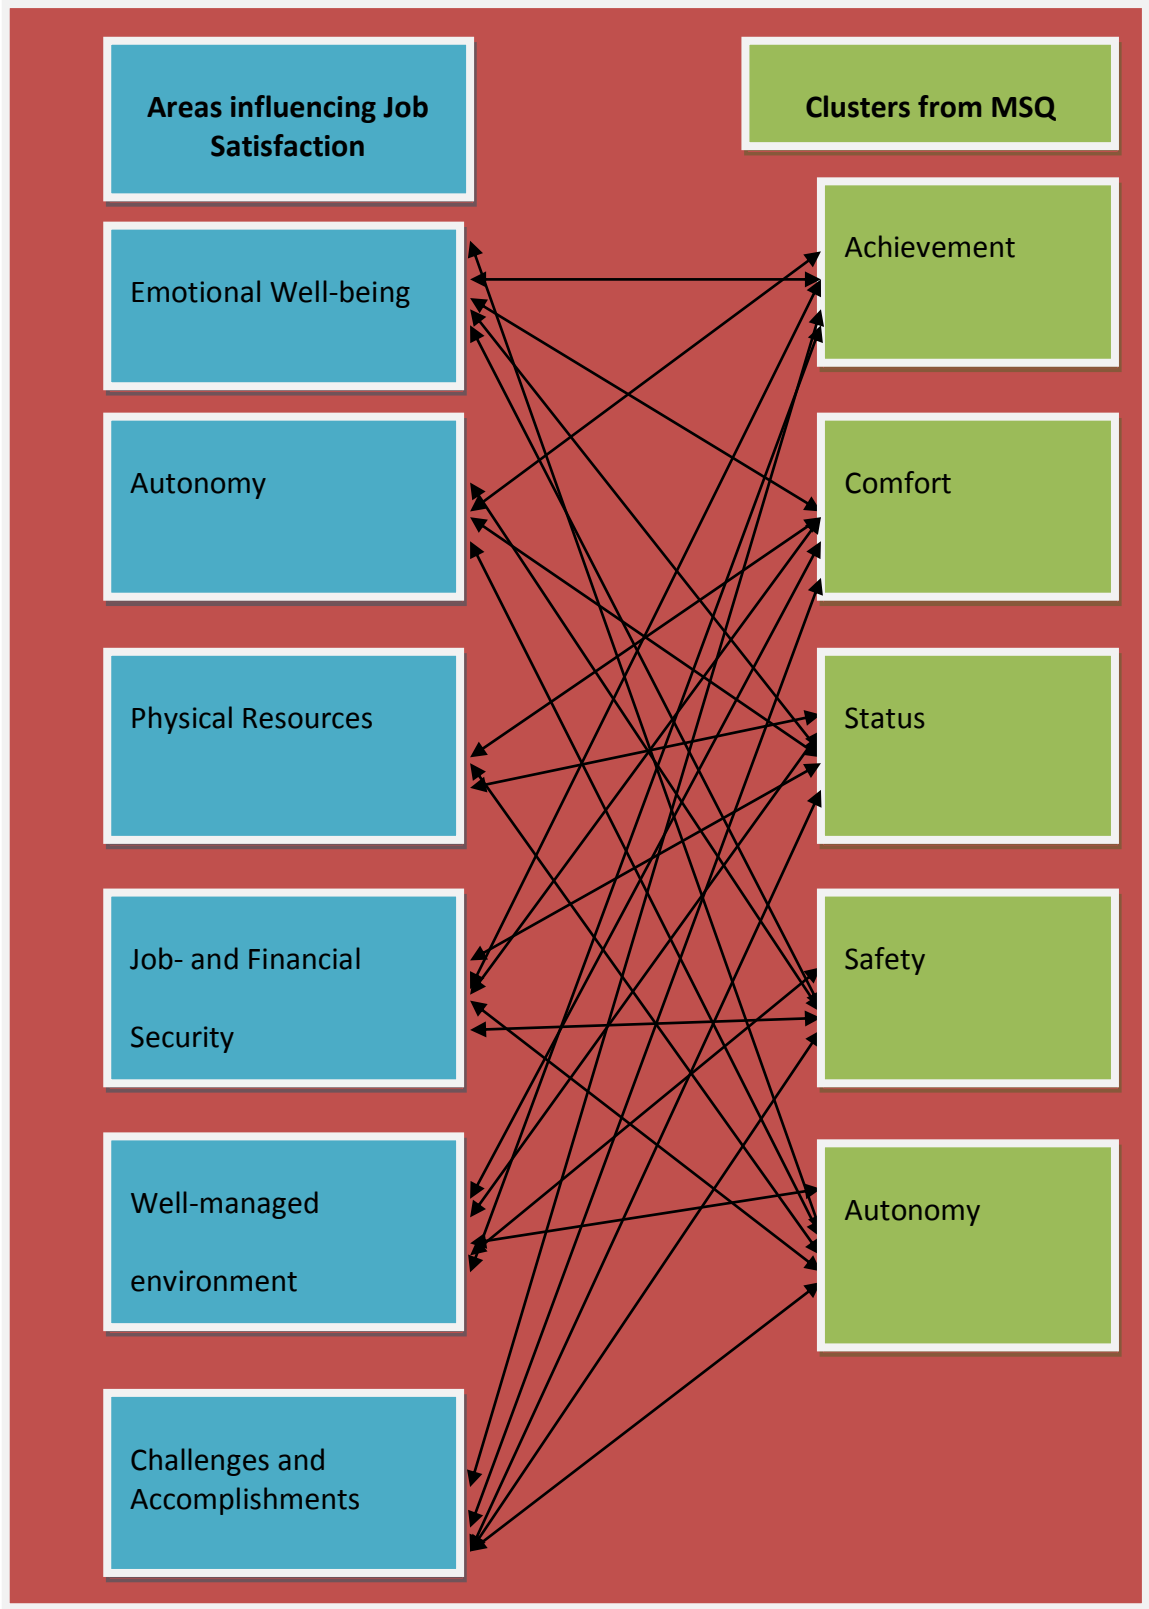 Areas influencing Job
Satisfaction
Clusters from MSQ
Emotional Well-being
Achievement
Autonomy
Comfort
Physical Resources
Status
Job- and Financial
Security
Safety
Well-managed
environment
Autonomy
Challenges and
Accomplishments